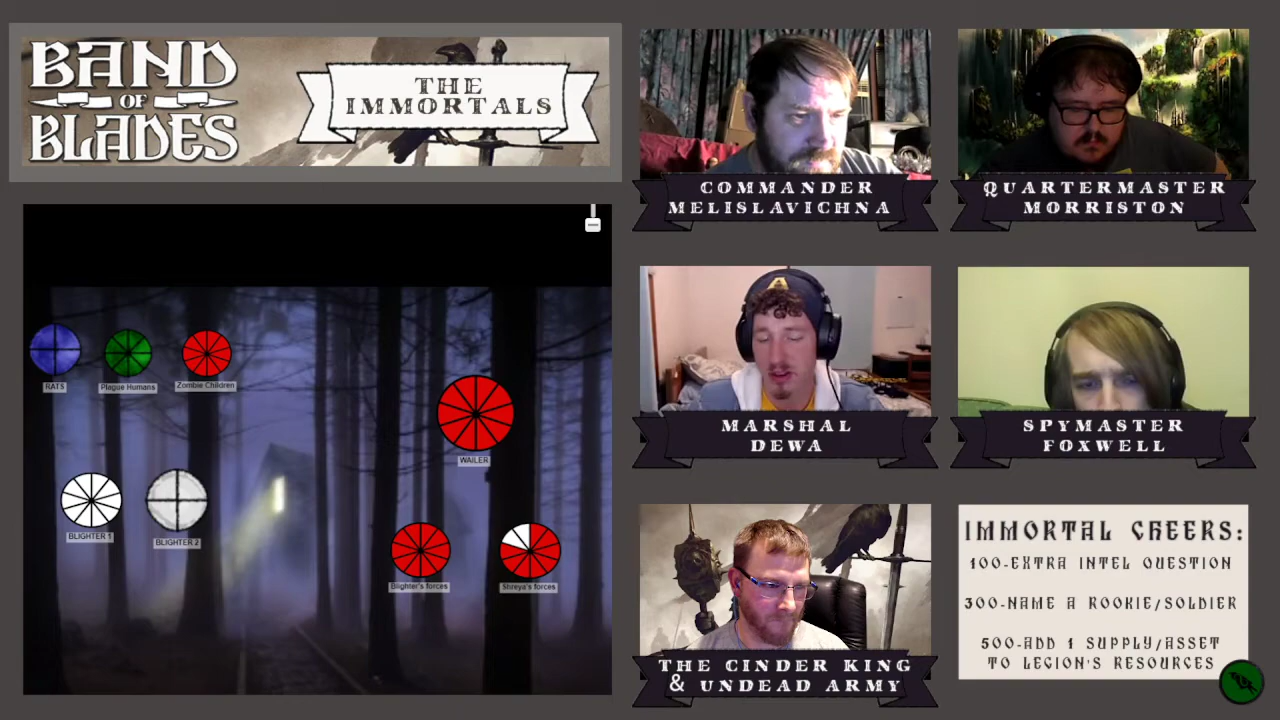 BAND
OF
BLADES
THE
IMMORTALS
COMMANDER
MELISLAVICHNA
QUARTERMASTER
MORRISTON
RATS
Plague Humans
Zombie Children
WAILER
BLIGHTER 1
BLIGHTER 2
Blighter's forces
Shreya's forces
A
MARSHAL
DEWA
SPYMASTER
FOXWELL
THE CINDER KING
& UNDEAD ARMY
IMMORTAL CHEERS:
100-EXTRA INTEL QUESTION
300-NAME A ROOKIE/SOLDIER
500-ADD 1 SUPPLY/ASSET
TO LEGION'S RESOURCES